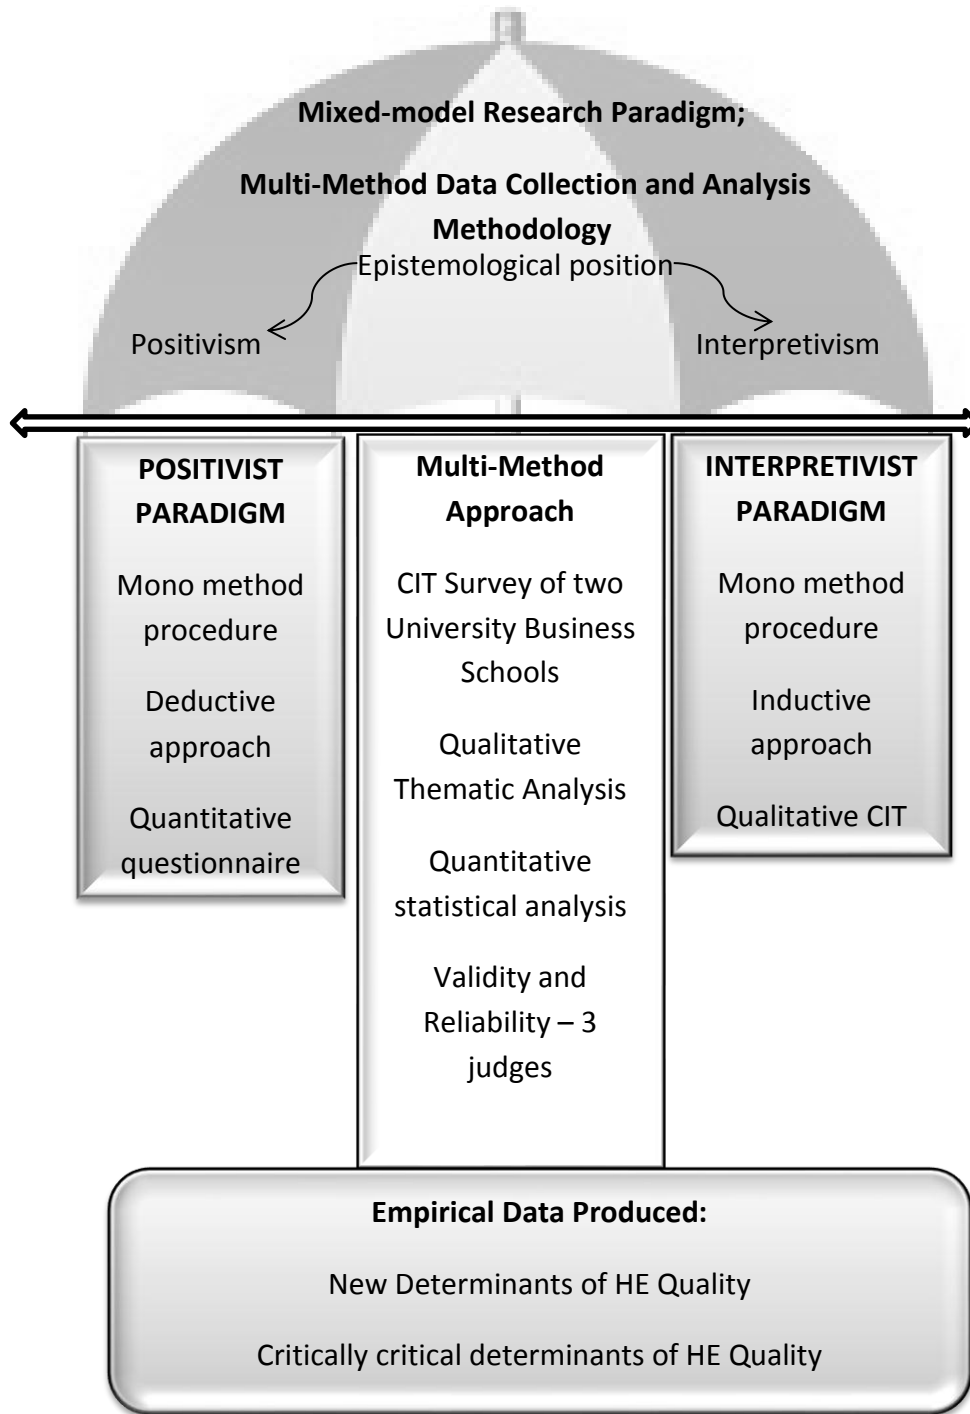 Mixed-model Research Paradigm;
Multi-Method Data Collection and Analysis
Methodology
Epistemological position
Positivism
Interpretivism
POSITIVIST
PARADIGM
Mono method
procedure
Deductive
approach
Quantitative
questionnaire
Multi-Method
Approach
CIT Survey of two
University Business
Schools
Qualitative
Thematic Analysis
Quantitative
statistical analysis
Validity and
Reliability – 3
judges
INTERPRETIVIST
PARADIGM
Mono method
procedure
Inductive
approach
Qualitative CIT
Empirical Data Produced:
New Determinants of HE Quality
Critically critical determinants of HE Quality